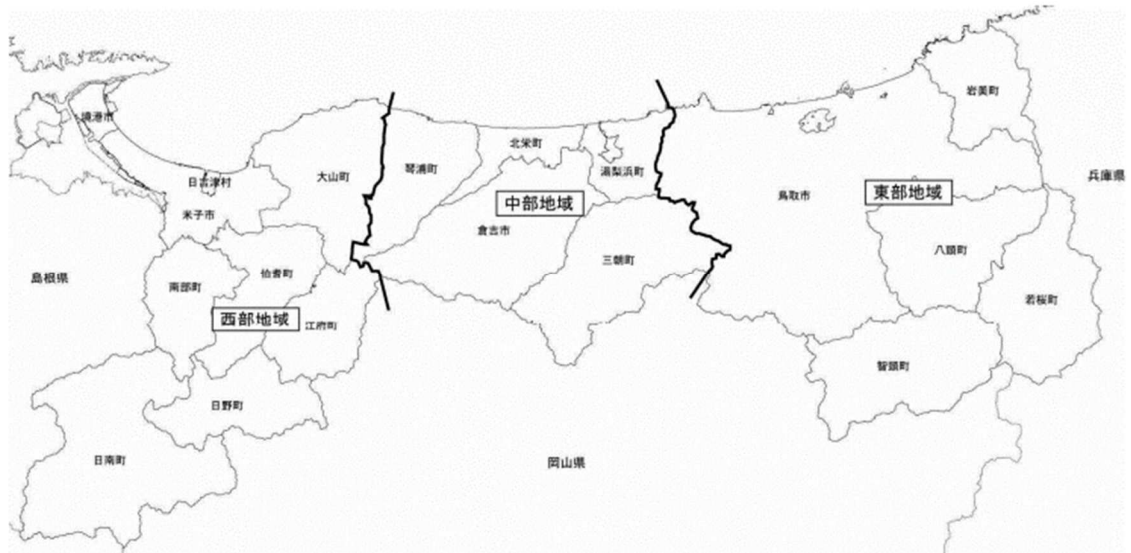 境港市
日吉津村
米子市
大山町
島根県
南部町
伯耆町
西部地域
江府町
日野町
日南町
琴浦町
北栄町
湯梨浜町
中部地域
倉吉市
三朝町
岡山県
岩美町
鳥取市
東部地域
兵庫県
八頭町
若桜町
智頭町